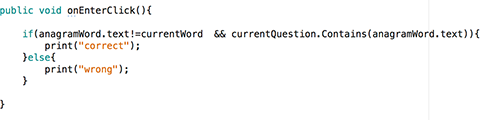 public void onEnterClick(){
if(anagramWord.text!=currentWord && currentQuestion.Contains(anagramWord.text)){
print("correct");
}else{
print("wrong");
}
}